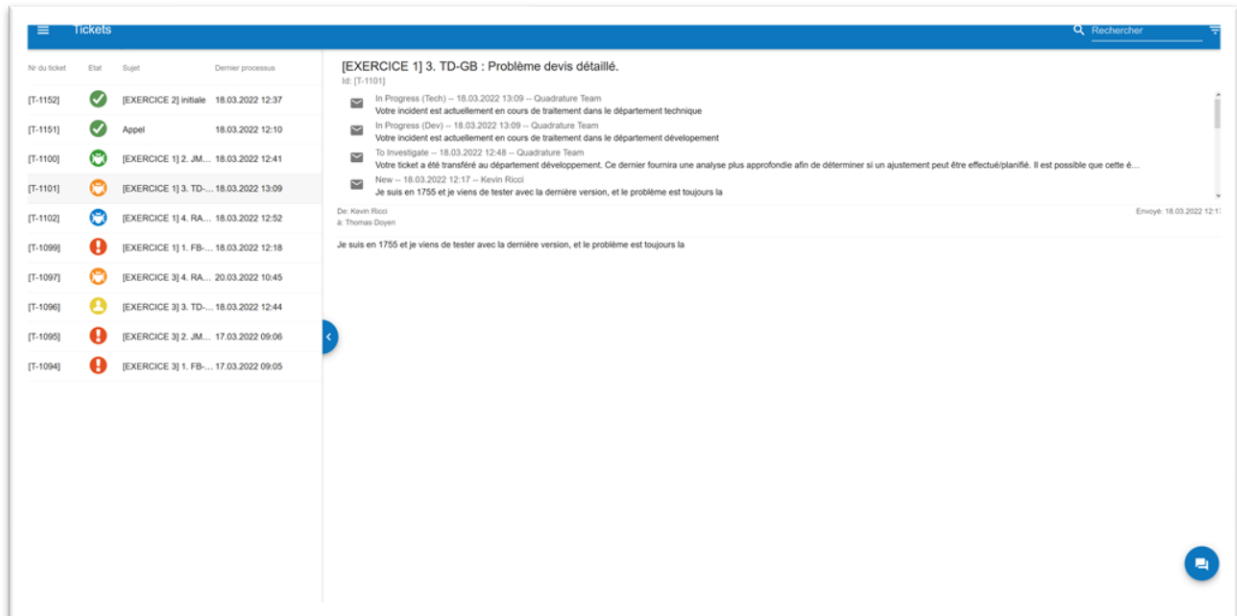 Tickets
Rechercher
Nr du ticket Etat Sujet Dernier processus
[T-1152] [EXERCICE 2] initiale 18.03.2022 12:37
[T-1151] Appel 18.03.2022 12:10
[T-1100] [EXERCICE 1] 2. JM... 18.03.2022 12:41
[T-1101] [EXERCICE 1] 3. TD-... 18.03.2022 13:09
[T-1102] [EXERCICE 1] 4. RA... 18.03.2022 12:52
[T-1099] [EXERCICE 1] 1. FB-... 18.03.2022 12:18
[T-1097] [EXERCICE 3] 4. RA... 20.03.2022 10:45
[T-1096] [EXERCICE 3] 3. TD-... 18.03.2022 12:44
[T-1095] [EXERCICE 3] 2. JM... 17.03.2022 09:06
[T-1094] [EXERCICE 3] 1. FB-... 17.03.2022 09:05
[EXERCICE 1] 3. TD-GB : Problème devis détaillé.
Id: [T-1101]
In Progress (Tech) -- 18.03.2022 13:09 -- Quadrature Team
Votre incident est actuellement en cours de traitement dans le département technique
In Progress (Dev) -- 18.03.2022 13:09 -- Quadrature Team
Votre incident est actuellement en cours de traitement dans le département dévelopement
To Investigate -- 18.03.2022 12:48 -- Quadrature Team
Votre ticket a été transféré au département développement. Ce dernier fournira une analyse plus approfondie afin de déterminer si un ajustement peut être effectué/planifié. Il est possible que cette é...
New -- 18.03.2022 12:17 -- Kevin Ricci
Je suis en 1755 et je viens de tester avec la dernière version, et le problème est toujours la
De: Kevin Ricci
Envoyé: 18.03.2022 12:17
à: Thomas Doyen
Je suis en 1755 et je viens de tester avec la dernière version, et le problème est toujours la